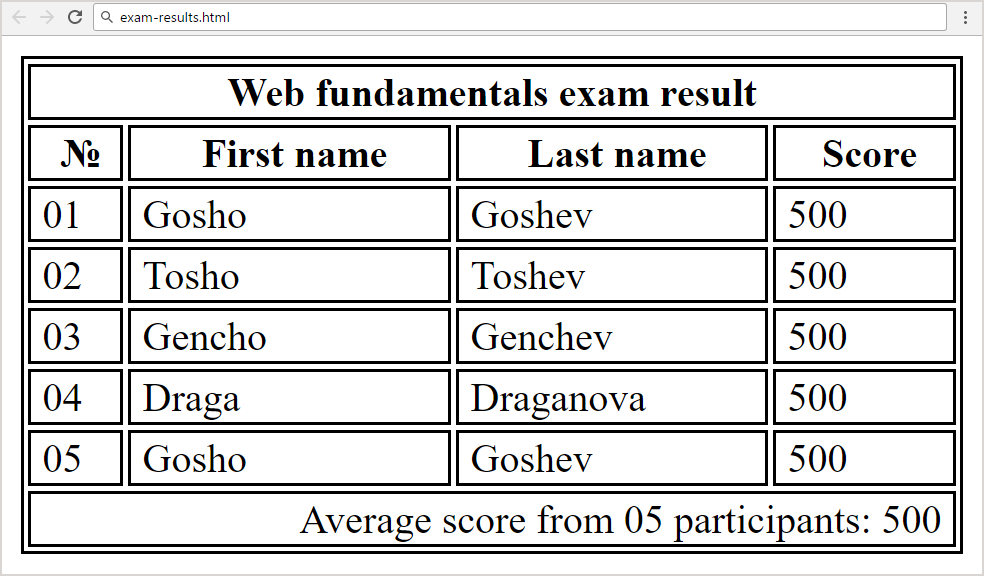 exam-results.html
Web fundamentals exam result
№ First name Last name Score
01 Gosho Goshev 500
02 Tosho Toshev 500
03 Gencho Genchev 500
04 Draga Draganova 500
05 Gosho Goshev 500
Average score from 05 participants: 500